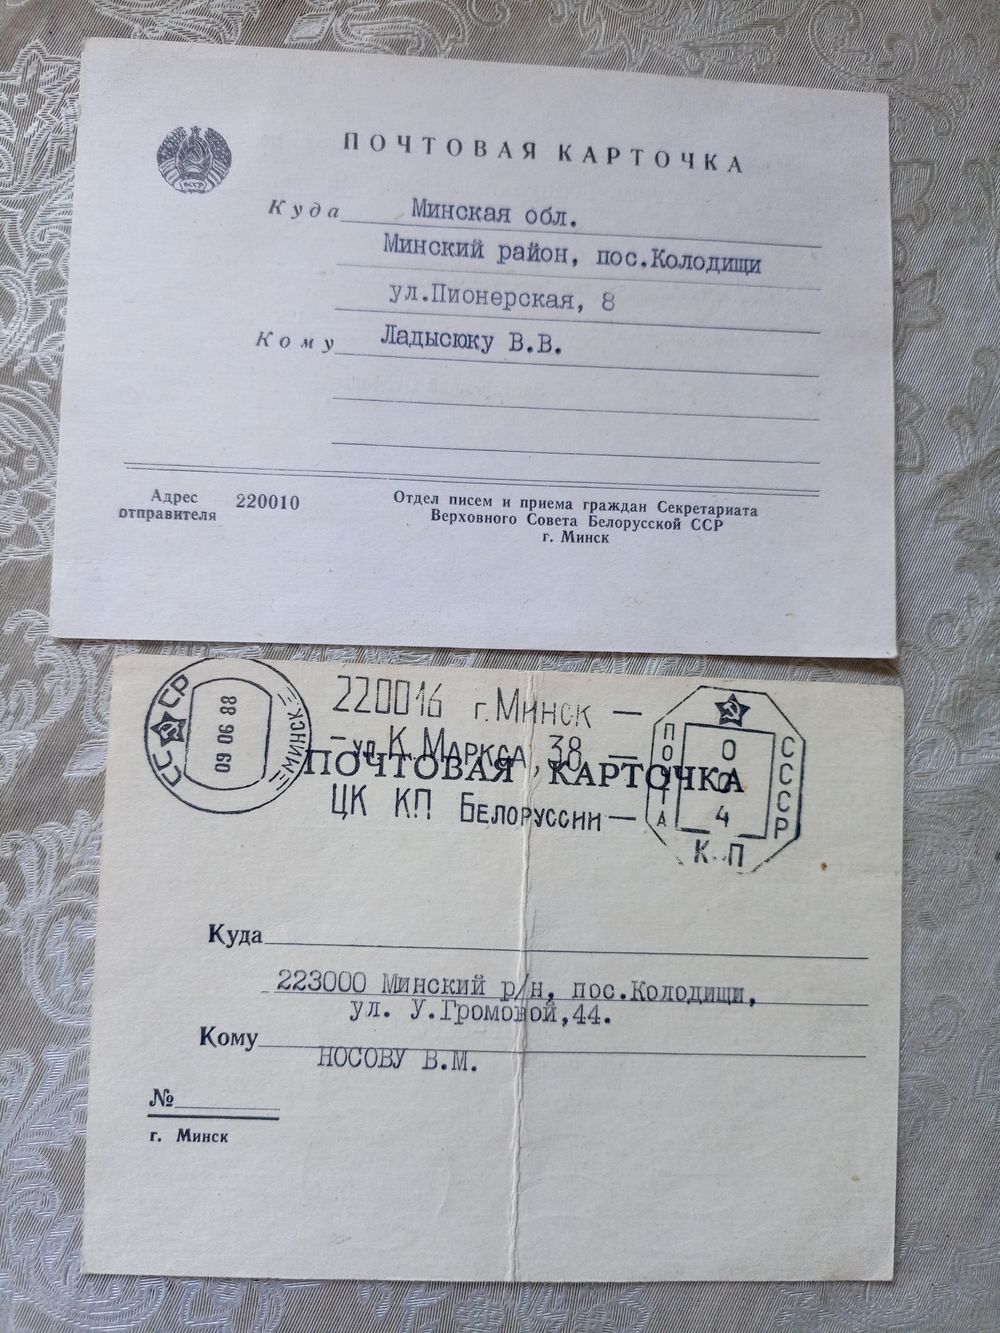 БССР
ПОЧТОВАЯ КАРТОЧКА
Куда Минская обл.
Минский район, пос.Колодищи
ул.Пионерская, 8
Кому Ладысюку В.В.
Адрес отправителя
220010
Отдел писем и приема граждан Секретариата
Верховного Совета Белорусской ССР
г. Минск
СССР
09 06 88
=МИНСК=
220016 г.Минск —
-ул.К.Маркса,38 —
ЦК КП Белоруссии —
ПОЧТА
СССР
004
К П
ПОЧТОВАЯ КАРТОЧКА
Куда
223000 Минский р/н, пос.Колодищи,
ул. У.Громовой,44.
Кому
НОСОВУ В.М.
№
г. Минск